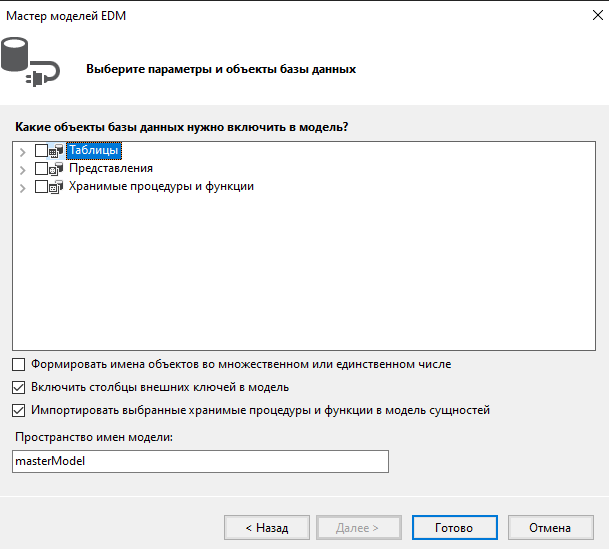 Мастер моделей EDM
Выберите параметры и объекты базы данных
Какие объекты базы данных нужно включить в модель?
Таблицы
Представления
Хранимые процедуры и функции
Формировать имена объектов во множественном или единственном числе
Включить столбцы внешних ключей в модель
Импортировать выбранные хранимые процедуры и функции в модель сущностей
Пространство имен модели:
masterModel
< Назад
Далее >
Готово
Отмена